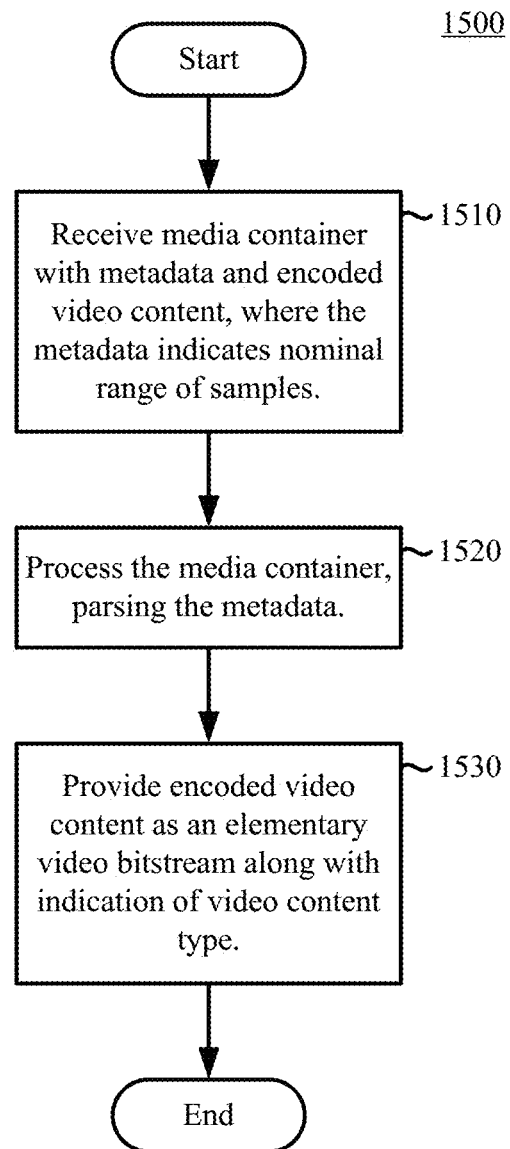 1500
Start
1510
Receive media container
with metadata and encoded
video content, where the
metadata indicates nominal
range of samples.
1520
Process the media container,
parsing the metadata.
1530
Provide encoded video
content as an elementary
video bitstream along with
indication of video content
type.
End